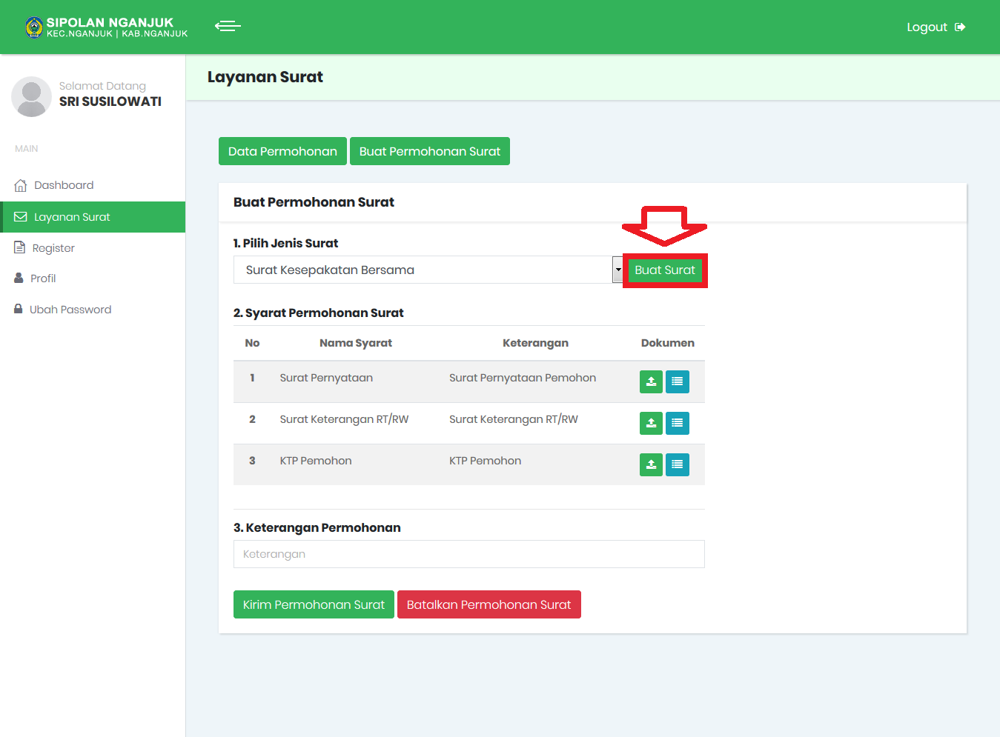 SIPOLAN NGANJUK
KEC.NGANJUK | KAB.NGANJUK
Logout
Selamat Datang
SRI SUSILOWATI
MAIN
Dashboard
Layanan Surat
Register
Profil
Ubah Password
Layanan Surat
Data Permohonan Buat Permohonan Surat
Buat Permohonan Surat
1. Pilih Jenis Surat
Surat Kesepakatan Bersama Buat Surat
2. Syarat Permohonan Surat
No Nama Syarat Keterangan Dokumen
1 Surat Pernyataan Surat Pernyataan Pemohon
2 Surat Keterangan RT/RW Surat Keterangan RT/RW
3 KTP Pemohon KTP Pemohon
3. Keterangan Permohonan
Keterangan
Kirim Permohonan Surat Batalkan Permohonan Surat